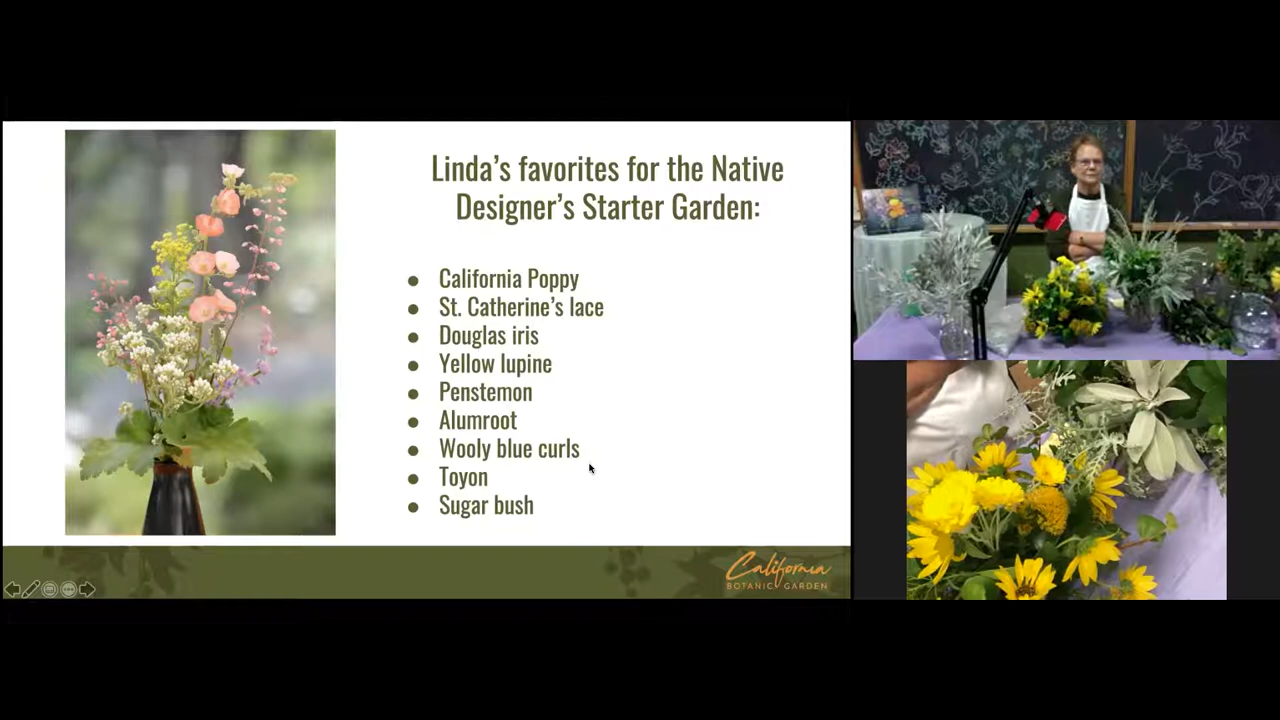 Linda’s favorites for the Native
Designer’s Starter Garden:
● California Poppy
● St. Catherine’s lace
● Douglas iris
● Yellow lupine
● Penstemon
● Alumroot
● Wooly blue curls
● Toyon
● Sugar bush
California
BOTANIC GARDEN